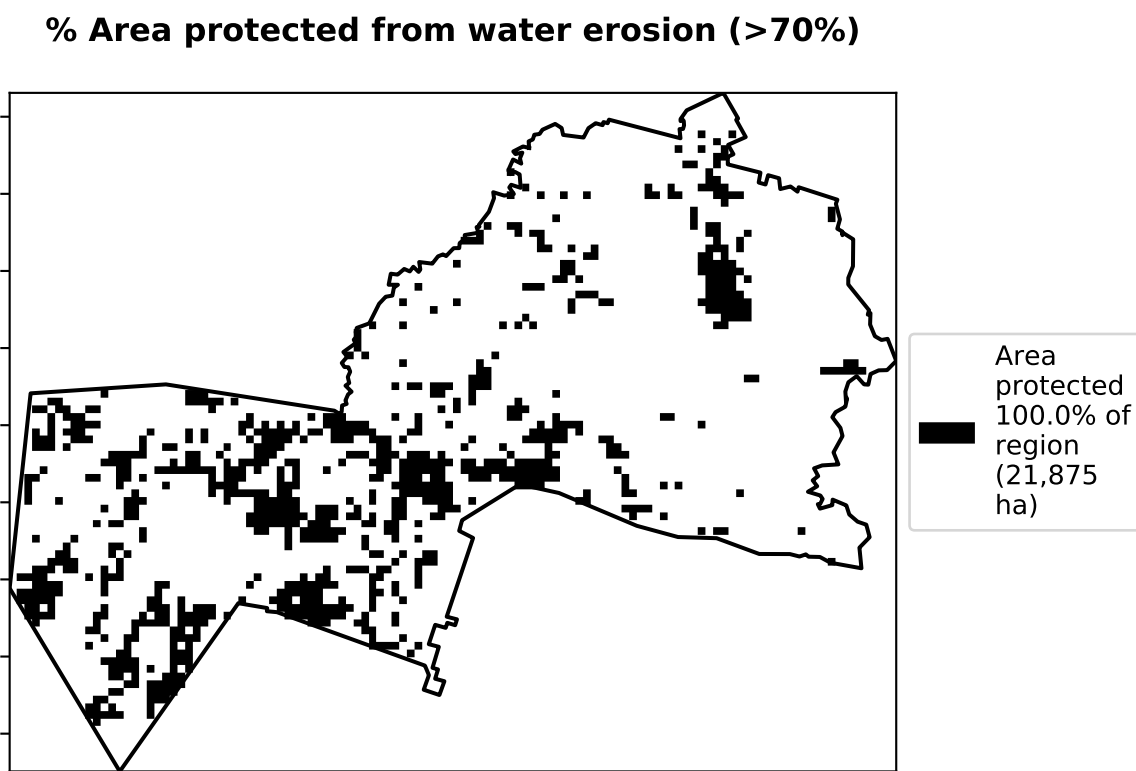 % Area protected from water erosion (>70%)
Area
protected
100.0% of
region
(21,875
ha)